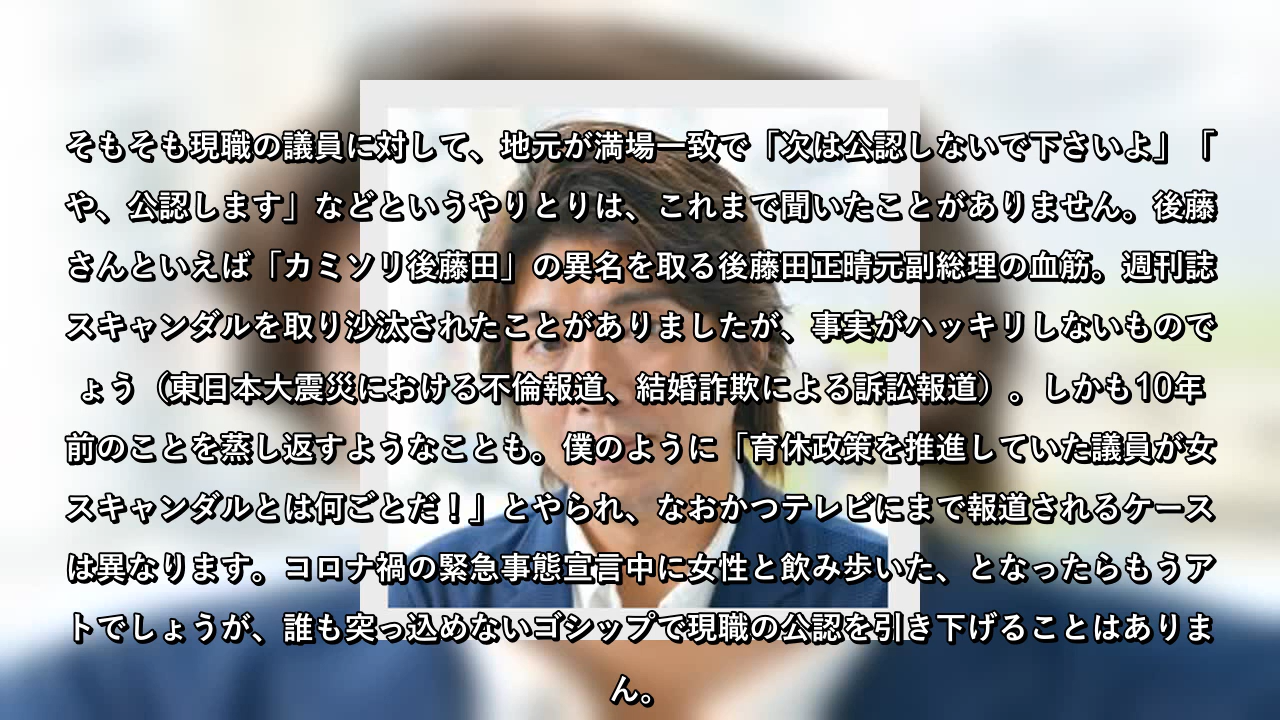 そもそも現職の議員に対して、地元が満場一致で「次は公認しないで下さいよ」「
や、公認します」などというやりとりは、これまで聞いたことがありません。後藤
さんといえば「カミソリ後藤田」の異名を取る後藤田正晴元副総理の血筋。週刊誌
スキャンダルを取り沙汰されたことがありましたが、事実がハッキリしないもので
ょう（東日本大震災における不倫報道、結婚詐欺による訴訟報道）。しかも10年
前のことを蒸し返すようなことも。僕のように「育休政策を推進していた議員が女
スキャンダルとは何ごとだ！」とやられ、なおかつテレビにまで報道されるケース
は異なります。コロナ禍の緊急事態宣言中に女性と飲み歩いた、となったらもうア
トでしょうが、誰も突っ込めないゴシップで現職の公認を引き下げることはありま
ん。